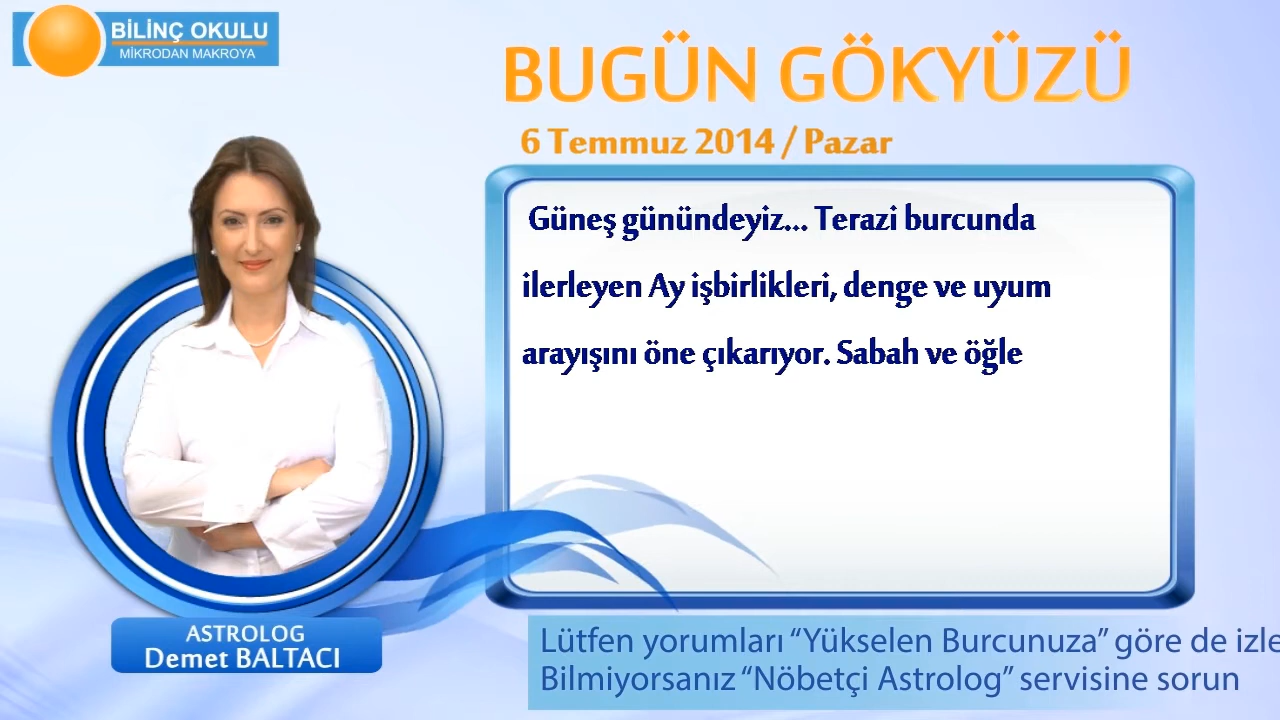 BİLİNÇ OKULU
MİKRODAN MAKROYA
BUGÜN GÖKYÜZÜ
6 Temmuz 2014 / Pazar
Güneş günündeyiz... Terazi burcunda
ilerleyen Ay işbirlikleri, denge ve uyum
arayışını öne çıkarıyor. Sabah ve öğle
ASTROLOG
Demet BALTACI
Lütfen yorumları “Yükselen Burcunuza” göre de izle
Bilmiyorsanız “Nöbetçi Astrolog” servisine sorun